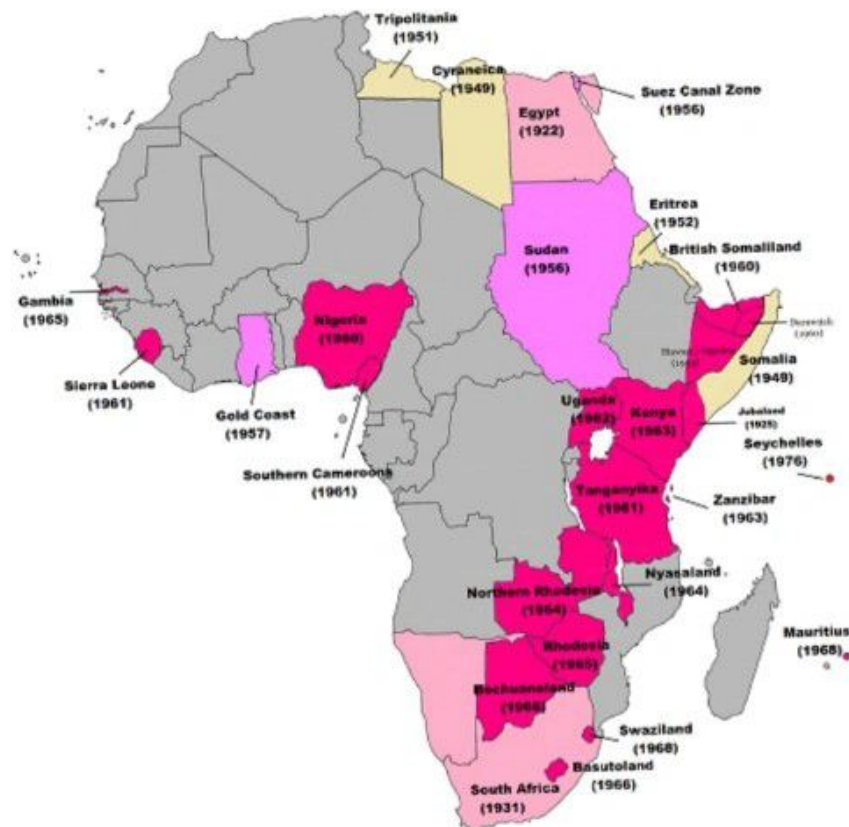 Tripolitania
(1951)
Cyraneica
(1949)
Suez Canal Zone
(1956)
Egypt
(1922)
Eritrea
(1952)
British Somaliland
(1960)
Sudan
(1956)
Gambia
(1965)
Nigeria
(1960)
Somalia
(1949)
Sierra Leone
(1961)
Gold Coast
(1957)
Uganda
(1962)
Kenya
(1963)
Jubaland
(1925)
Seychelles
(1976)
Southern Cameroons
(1961)
Tanganyika
(1961)
Zanzibar
(1963)
Northern Rhodesia
(1964)
Nyasaland
(1964)
Mauritius
(1968)
Rhodesia
(1965)
Bechuanaland
(1966)
Swaziland
(1968)
Basutoland
(1966)
South Africa
(1931)